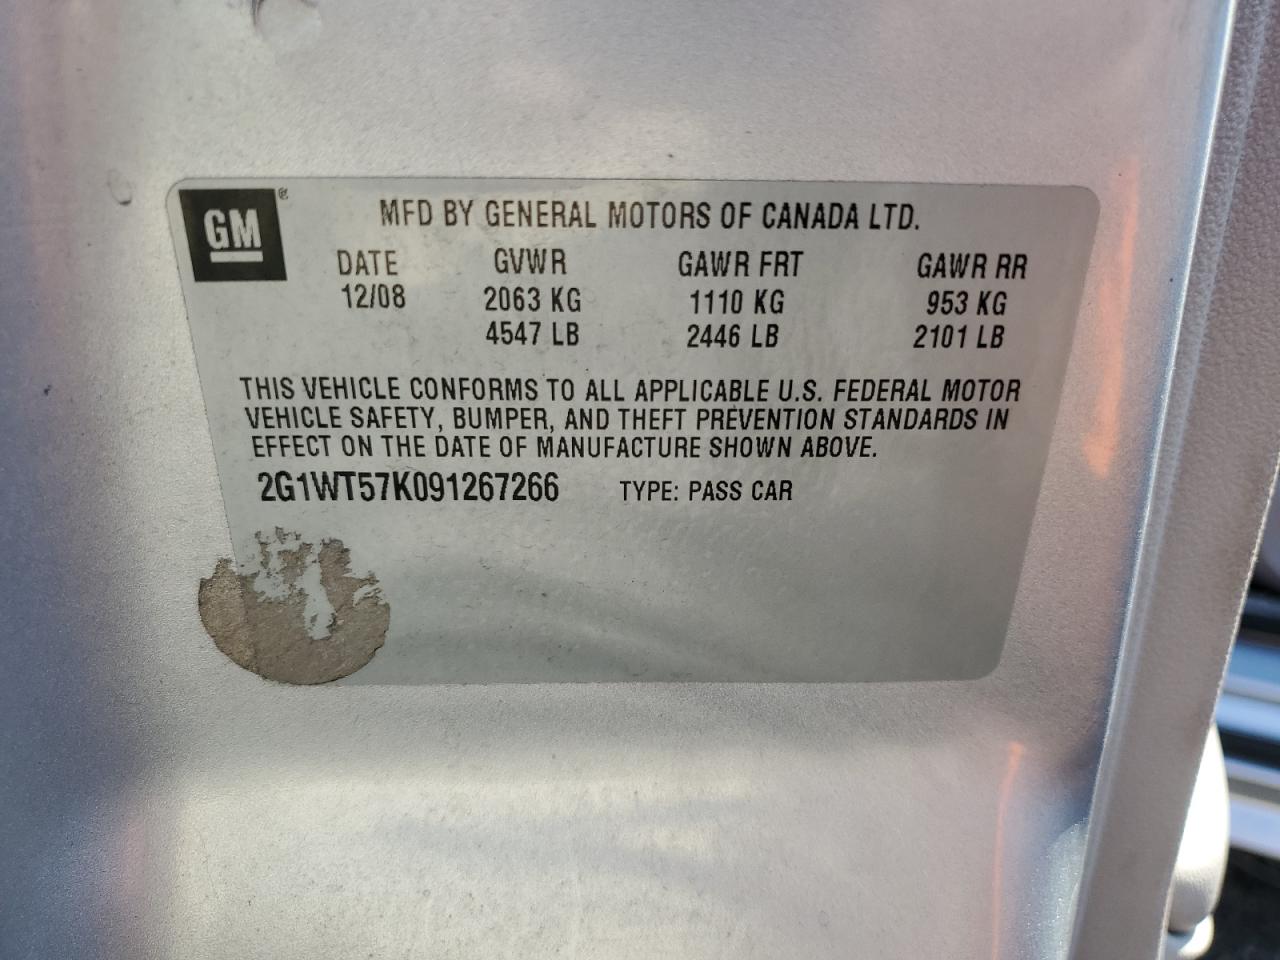 GM ®
MFD BY GENERAL MOTORS OF CANADA LTD.
DATE GVWR GAWR FRT GAWR RR
12/08 2063 KG 1110 KG 953 KG
4547 LB 2446 LB 2101 LB
THIS VEHICLE CONFORMS TO ALL APPLICABLE U.S. FEDERAL MOTOR
VEHICLE SAFETY, BUMPER, AND THEFT PREVENTION STANDARDS IN
EFFECT ON THE DATE OF MANUFACTURE SHOWN ABOVE.
2G1WT57K091267266 TYPE: PASS CAR